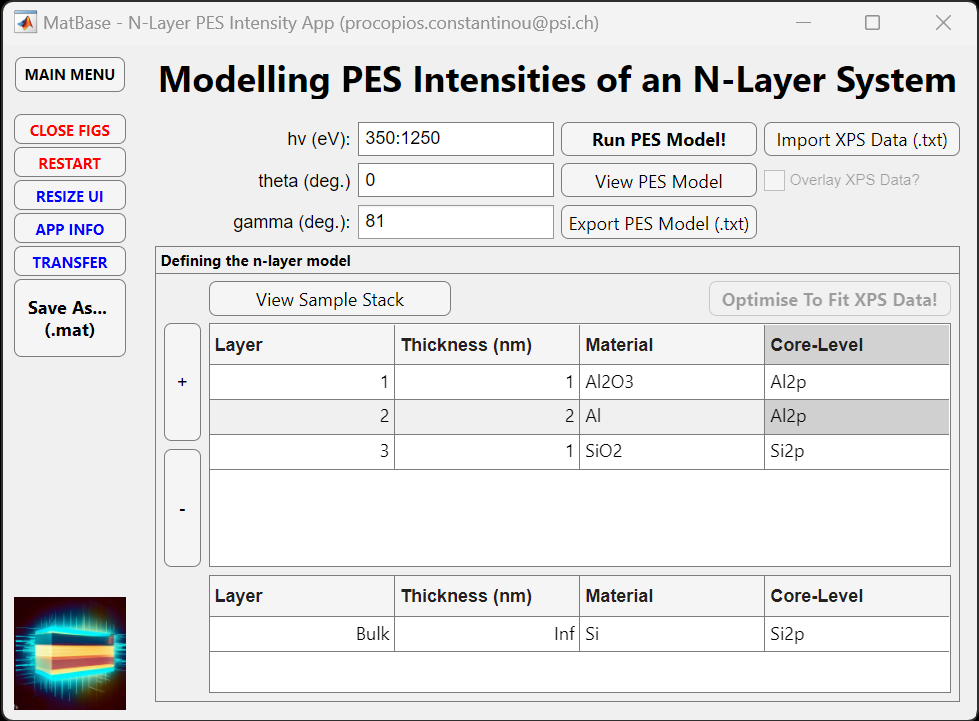 MatBase - N-Layer PES Intensity App (procopios.constantinou@psi.ch)
MAIN MENU
Modelling PES Intensities of an N-Layer System
CLOSE FIGS
RESTART
RESIZE UI
APP INFO
TRANSFER
Save As...
(.mat)
hv (eV): 350:1250 Run PES Model! Import XPS Data (.txt)
theta (deg.) 0 View PES Model Overlay XPS Data?
gamma (deg.): 81 Export PES Model (.txt)
Defining the n-layer model
View Sample Stack Optimise To Fit XPS Data!
+
-
Layer Thickness (nm) Material Core-Level
1 1 Al2O3 Al2p
2 2 Al Al2p
3 1 SiO2 Si2p
Layer Thickness (nm) Material Core-Level
Bulk Inf Si Si2p